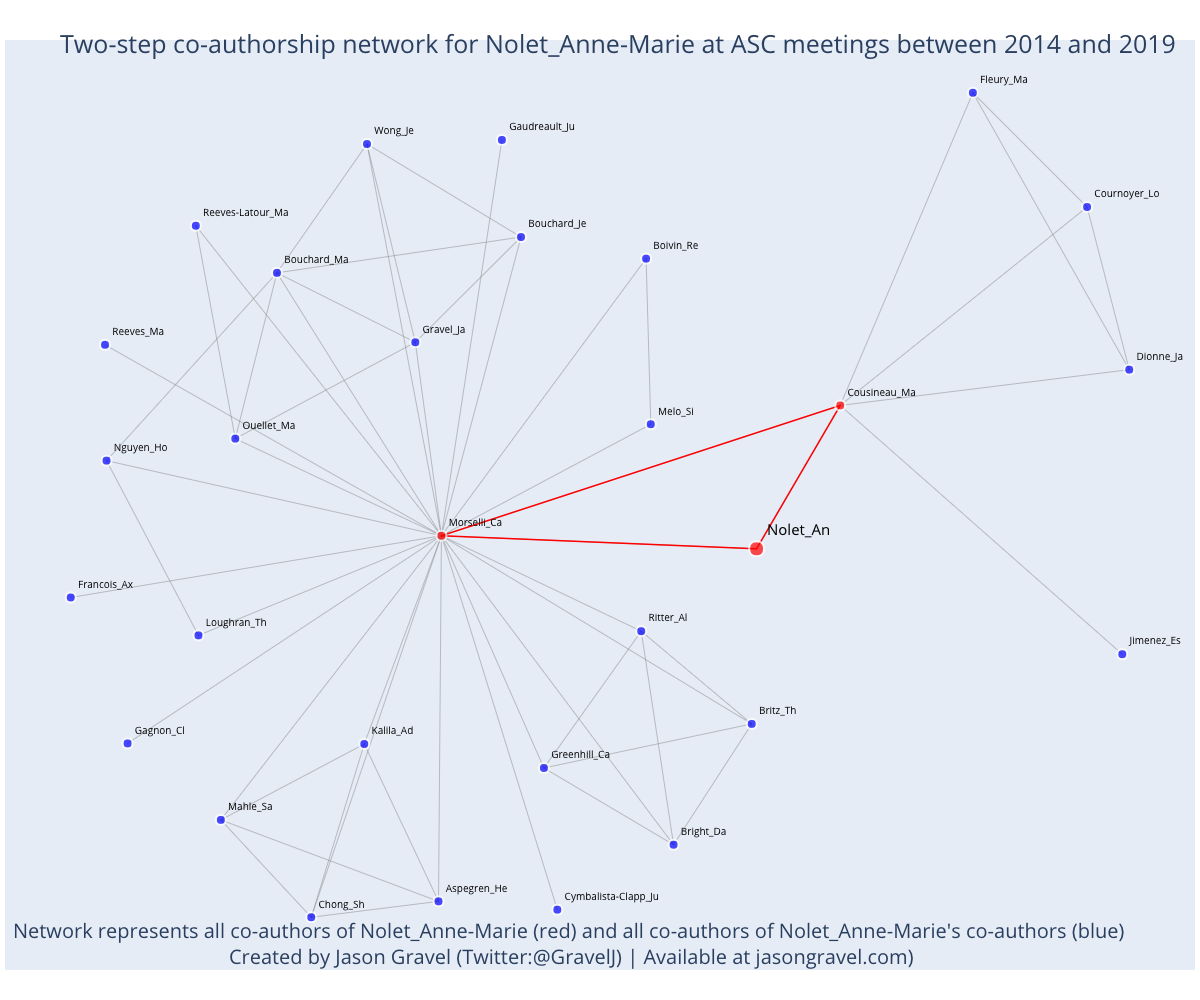 Two-step co-authorship network for Nolet_Anne-Marie at ASC meetings between 2014 and 2019
Fleury_Ma
Wong_Je
Gaudreault_Ju
Cournoyer_Lo
Reeves-Latour_Ma
Bouchard_Je
Boivin_Re
Bouchard_Ma
Reeves_Ma
Gravel_Ja
Dionne_Ja
Cousineau_Ma
Melo_Si
Ouellet_Ma
Nguyen_Ho
Morselli_Ca
Nolet_An
Francois_Ax
Ritter_Al
Loughran_Th
Jimenez_Es
Britz_Th
Gagnon_Cl
Kalila_Ad
Greenhill_Ca
Mahle_Sa
Bright_Da
Aspegren_He
Cymbalista-Clapp_Ju
Chong_Sh
Network represents all co-authors of Nolet_Anne-Marie (red) and all co-authors of Nolet_Anne-Marie's co-authors (blue)
Created by Jason Gravel (Twitter:@GravelJ) | Available at jasongravel.com)